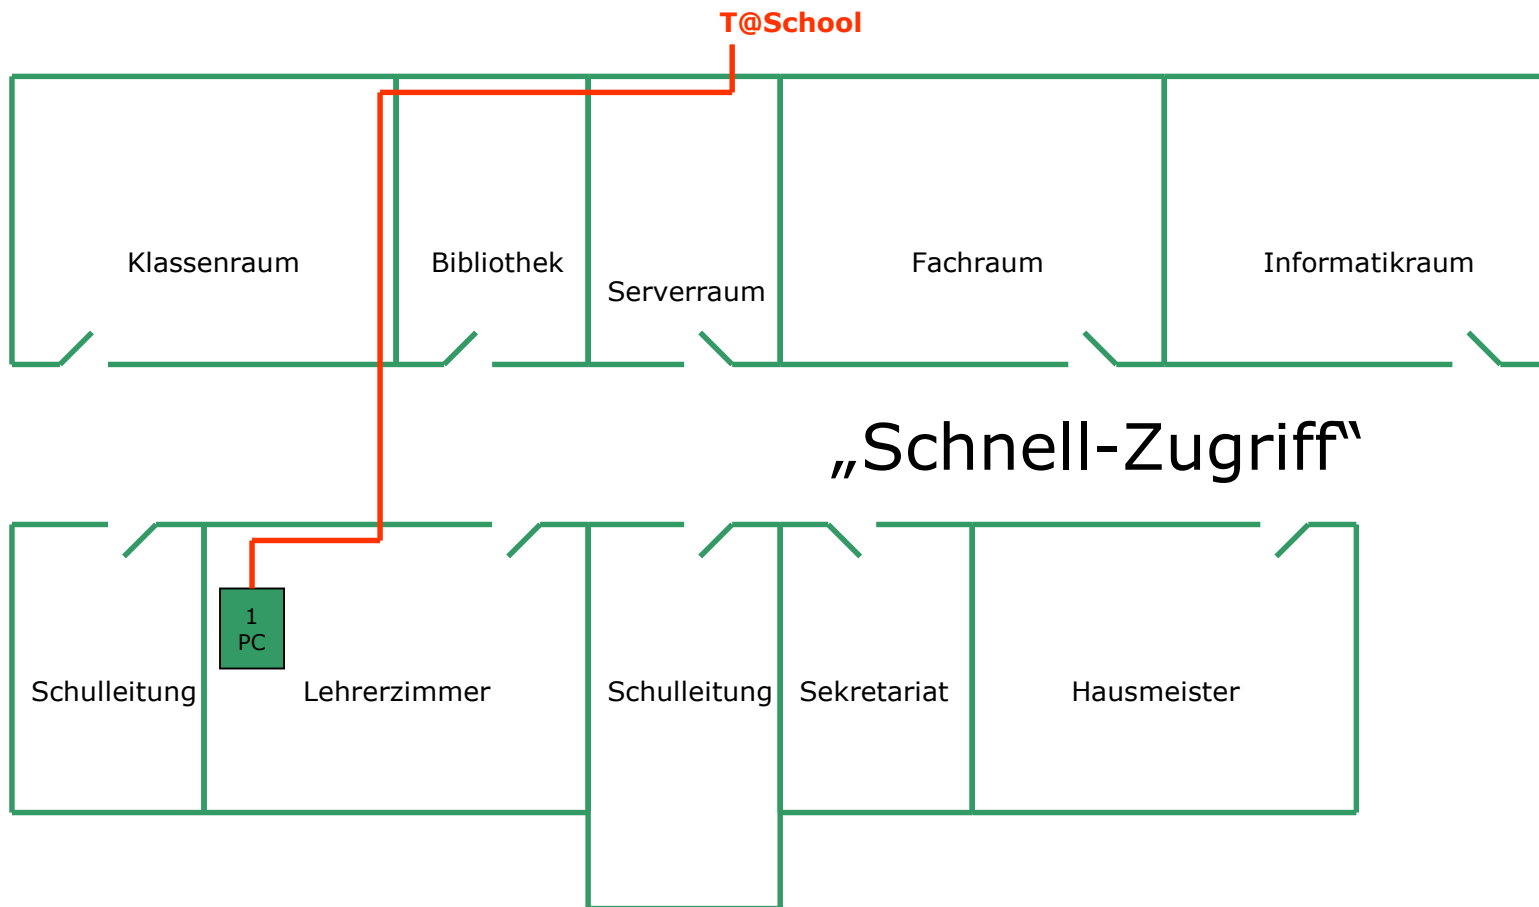 T@School
Klassenraum
Bibliothek
Serverraum
Fachraum
Informatikraum
„Schnell-Zugriff“
1
PC
Schulleitung
Lehrerzimmer
Schulleitung
Sekretariat
Hausmeister